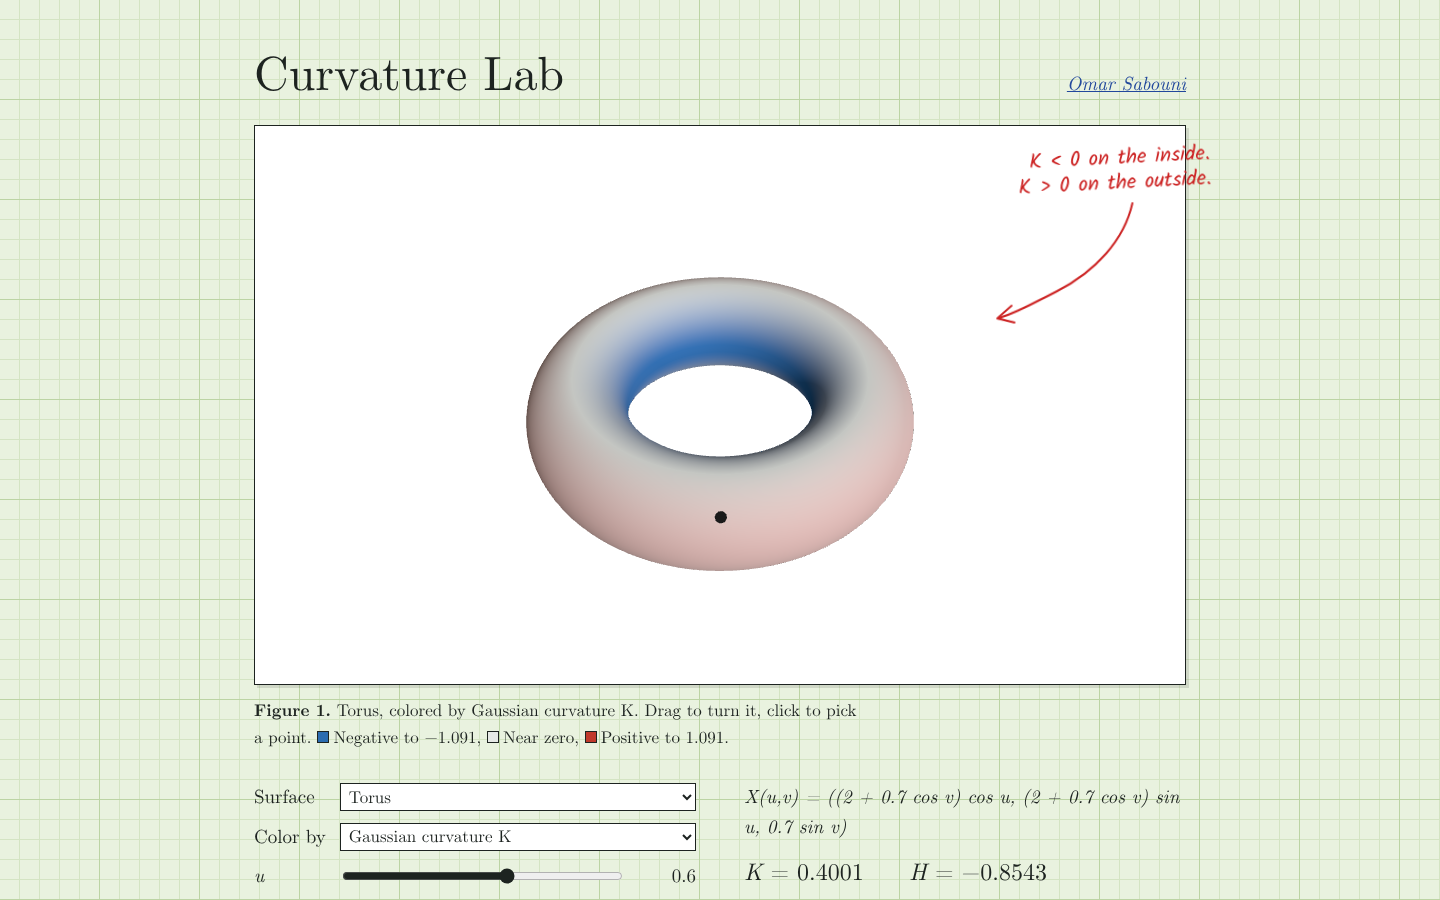 Curvature Lab
Omar Sabouni
K < 0 on the inside.
K > 0 on the outside.
Figure 1. Torus, colored by Gaussian curvature K. Drag to turn it, click to pick
a point. Negative to −1.091, Near zero, Positive to 1.091.
Surface Torus
Color by Gaussian curvature K
u 0.6
X(u,v) = ((2 + 0.7 cos v) cos u, (2 + 0.7 cos v) sin
u, 0.7 sin v)
K = 0.4001 H = −0.8543